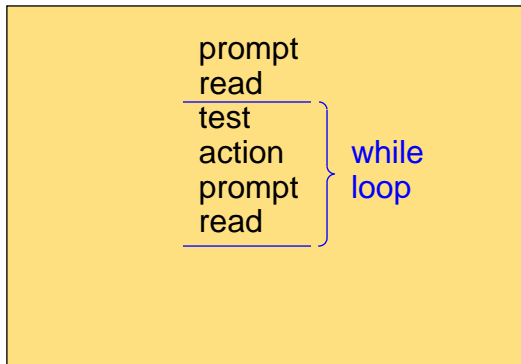 prompt
read
test
action
prompt
read
while
loop